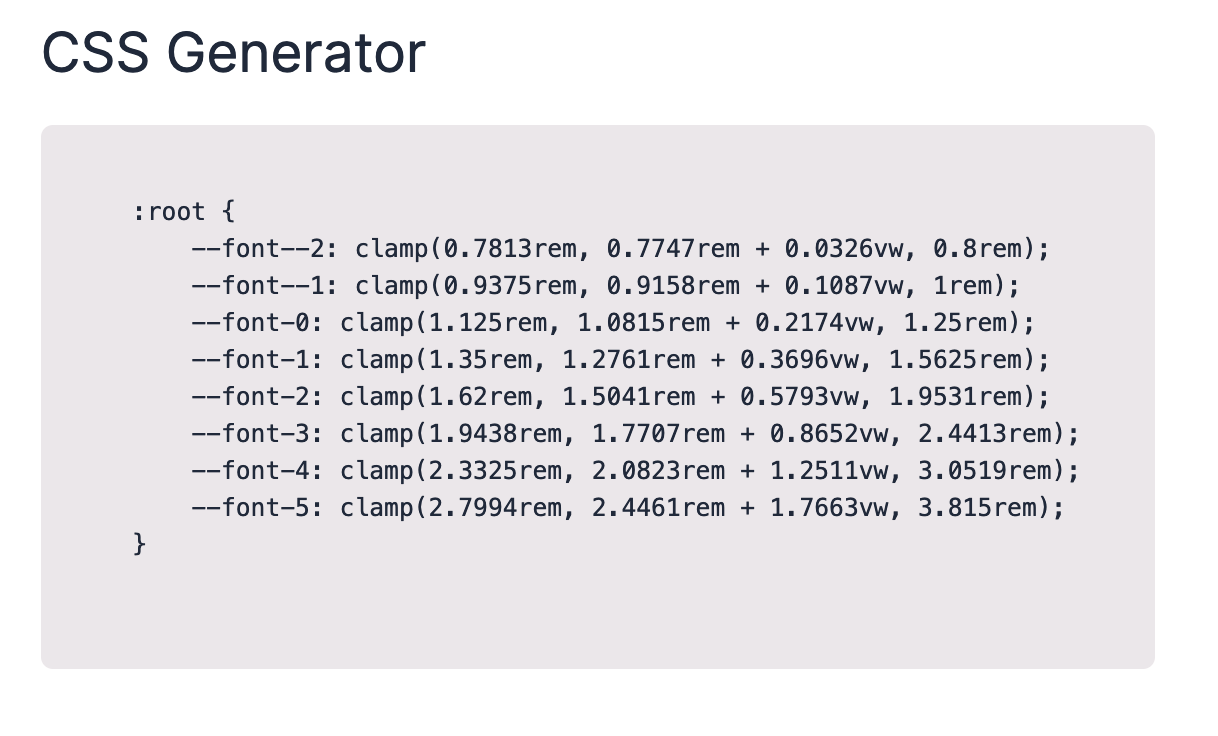 CSS Generator
:root {
    --font--2: clamp(0.7813rem, 0.7747rem + 0.0326vw, 0.8rem);
    --font--1: clamp(0.9375rem, 0.9158rem + 0.1087vw, 1rem);
    --font-0: clamp(1.125rem, 1.0815rem + 0.2174vw, 1.25rem);
    --font-1: clamp(1.35rem, 1.2761rem + 0.3696vw, 1.5625rem);
    --font-2: clamp(1.62rem, 1.5041rem + 0.5793vw, 1.9531rem);
    --font-3: clamp(1.9438rem, 1.7707rem + 0.8652vw, 2.4413rem);
    --font-4: clamp(2.3325rem, 2.0823rem + 1.2511vw, 3.0519rem);
    --font-5: clamp(2.7994rem, 2.4461rem + 1.7663vw, 3.815rem);
}